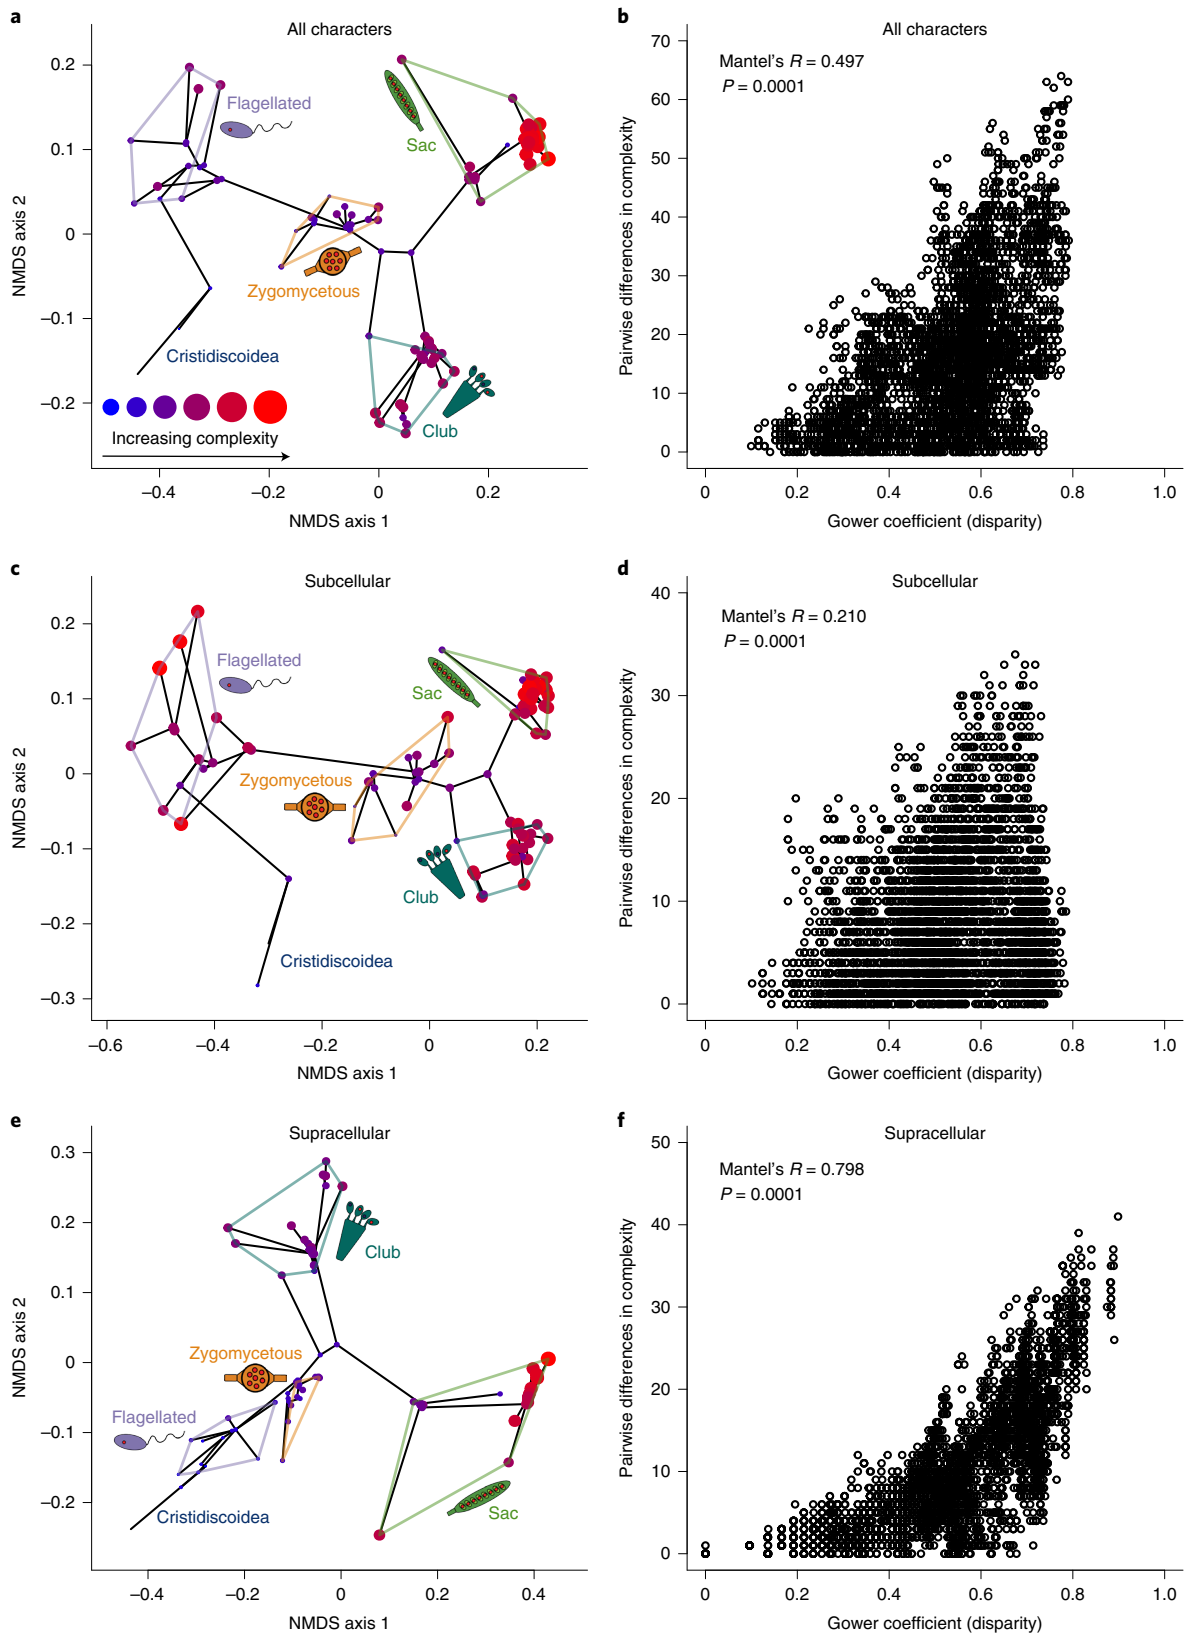 a
All characters
0.2
0.1
0
–0.1
–0.2
NMDS axis 2
Flagellated
Sac
Zygomycetous
Cristidiscoidea
Club
Increasing complexity
–0.4
–0.2
0
0.2
NMDS axis 1
b
All characters
Mantel's R = 0.497
P = 0.0001
70
60
50
40
30
20
10
0
Pairwise differences in complexity
0
0.2
0.4
0.6
0.8
1.0
Gower coefficient (disparity)
c
Subcellular
0.2
0.1
0
–0.1
–0.2
–0.3
NMDS axis 2
Flagellated
Sac
Zygomycetous
Club
Cristidiscoidea
–0.6
–0.4
–0.2
0
0.2
NMDS axis 1
d
Subcellular
Mantel's R = 0.210
P = 0.0001
40
30
20
10
0
Pairwise differences in complexity
0
0.2
0.4
0.6
0.8
1.0
Gower coefficient (disparity)
e
Supracellular
0.3
0.2
0.1
0
–0.1
–0.2
NMDS axis 2
Club
Zygomycetous
Flagellated
Cristidiscoidea
Sac
–0.4
–0.2
0
0.2
0.4
NMDS axis 1
f
Supracellular
Mantel's R = 0.798
P = 0.0001
50
40
30
20
10
0
Pairwise differences in complexity
0
0.2
0.4
0.6
0.8
1.0
Gower coefficient (disparity)